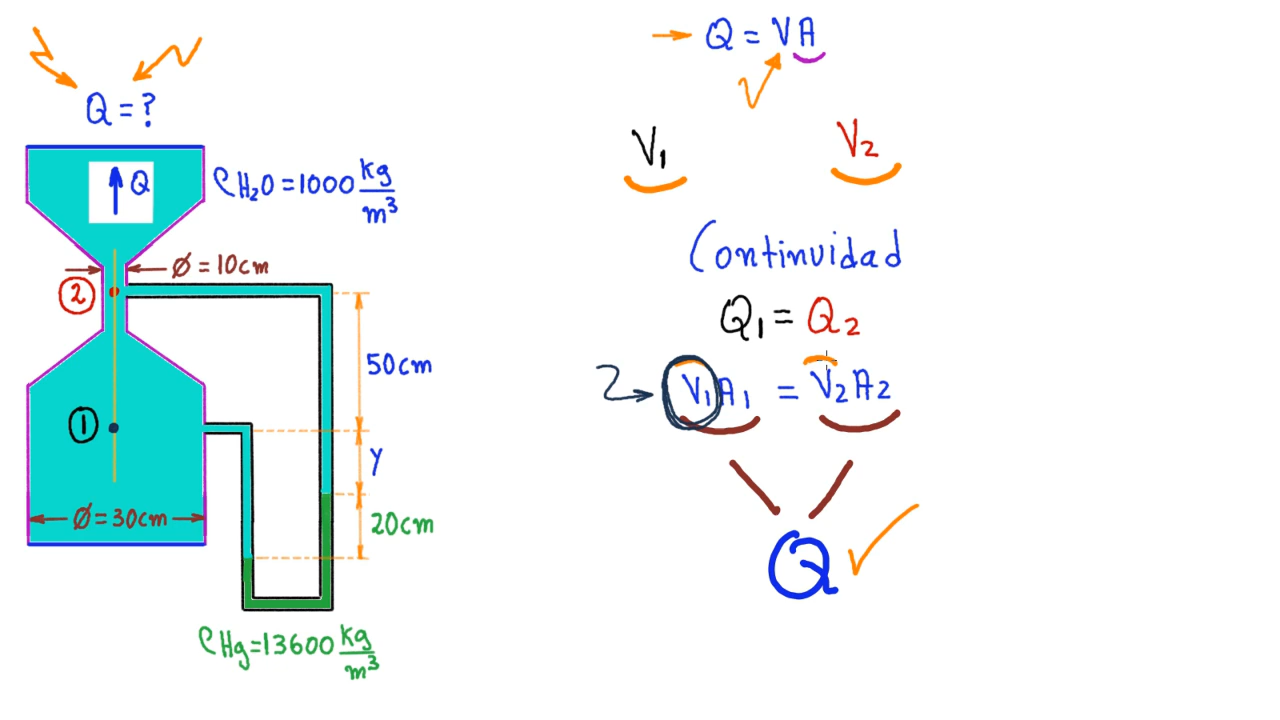 Q = ?
Q
ρH₂O = 1000 kg/m³
Ø = 10cm
2
50cm
1
y
Ø = 30cm
20cm
ρHg = 13600 kg/m³
Q = VA
V
V₁ V₂
Continuidad
Q₁ = Q₂
V₁A₁ = V₂A₂
Q